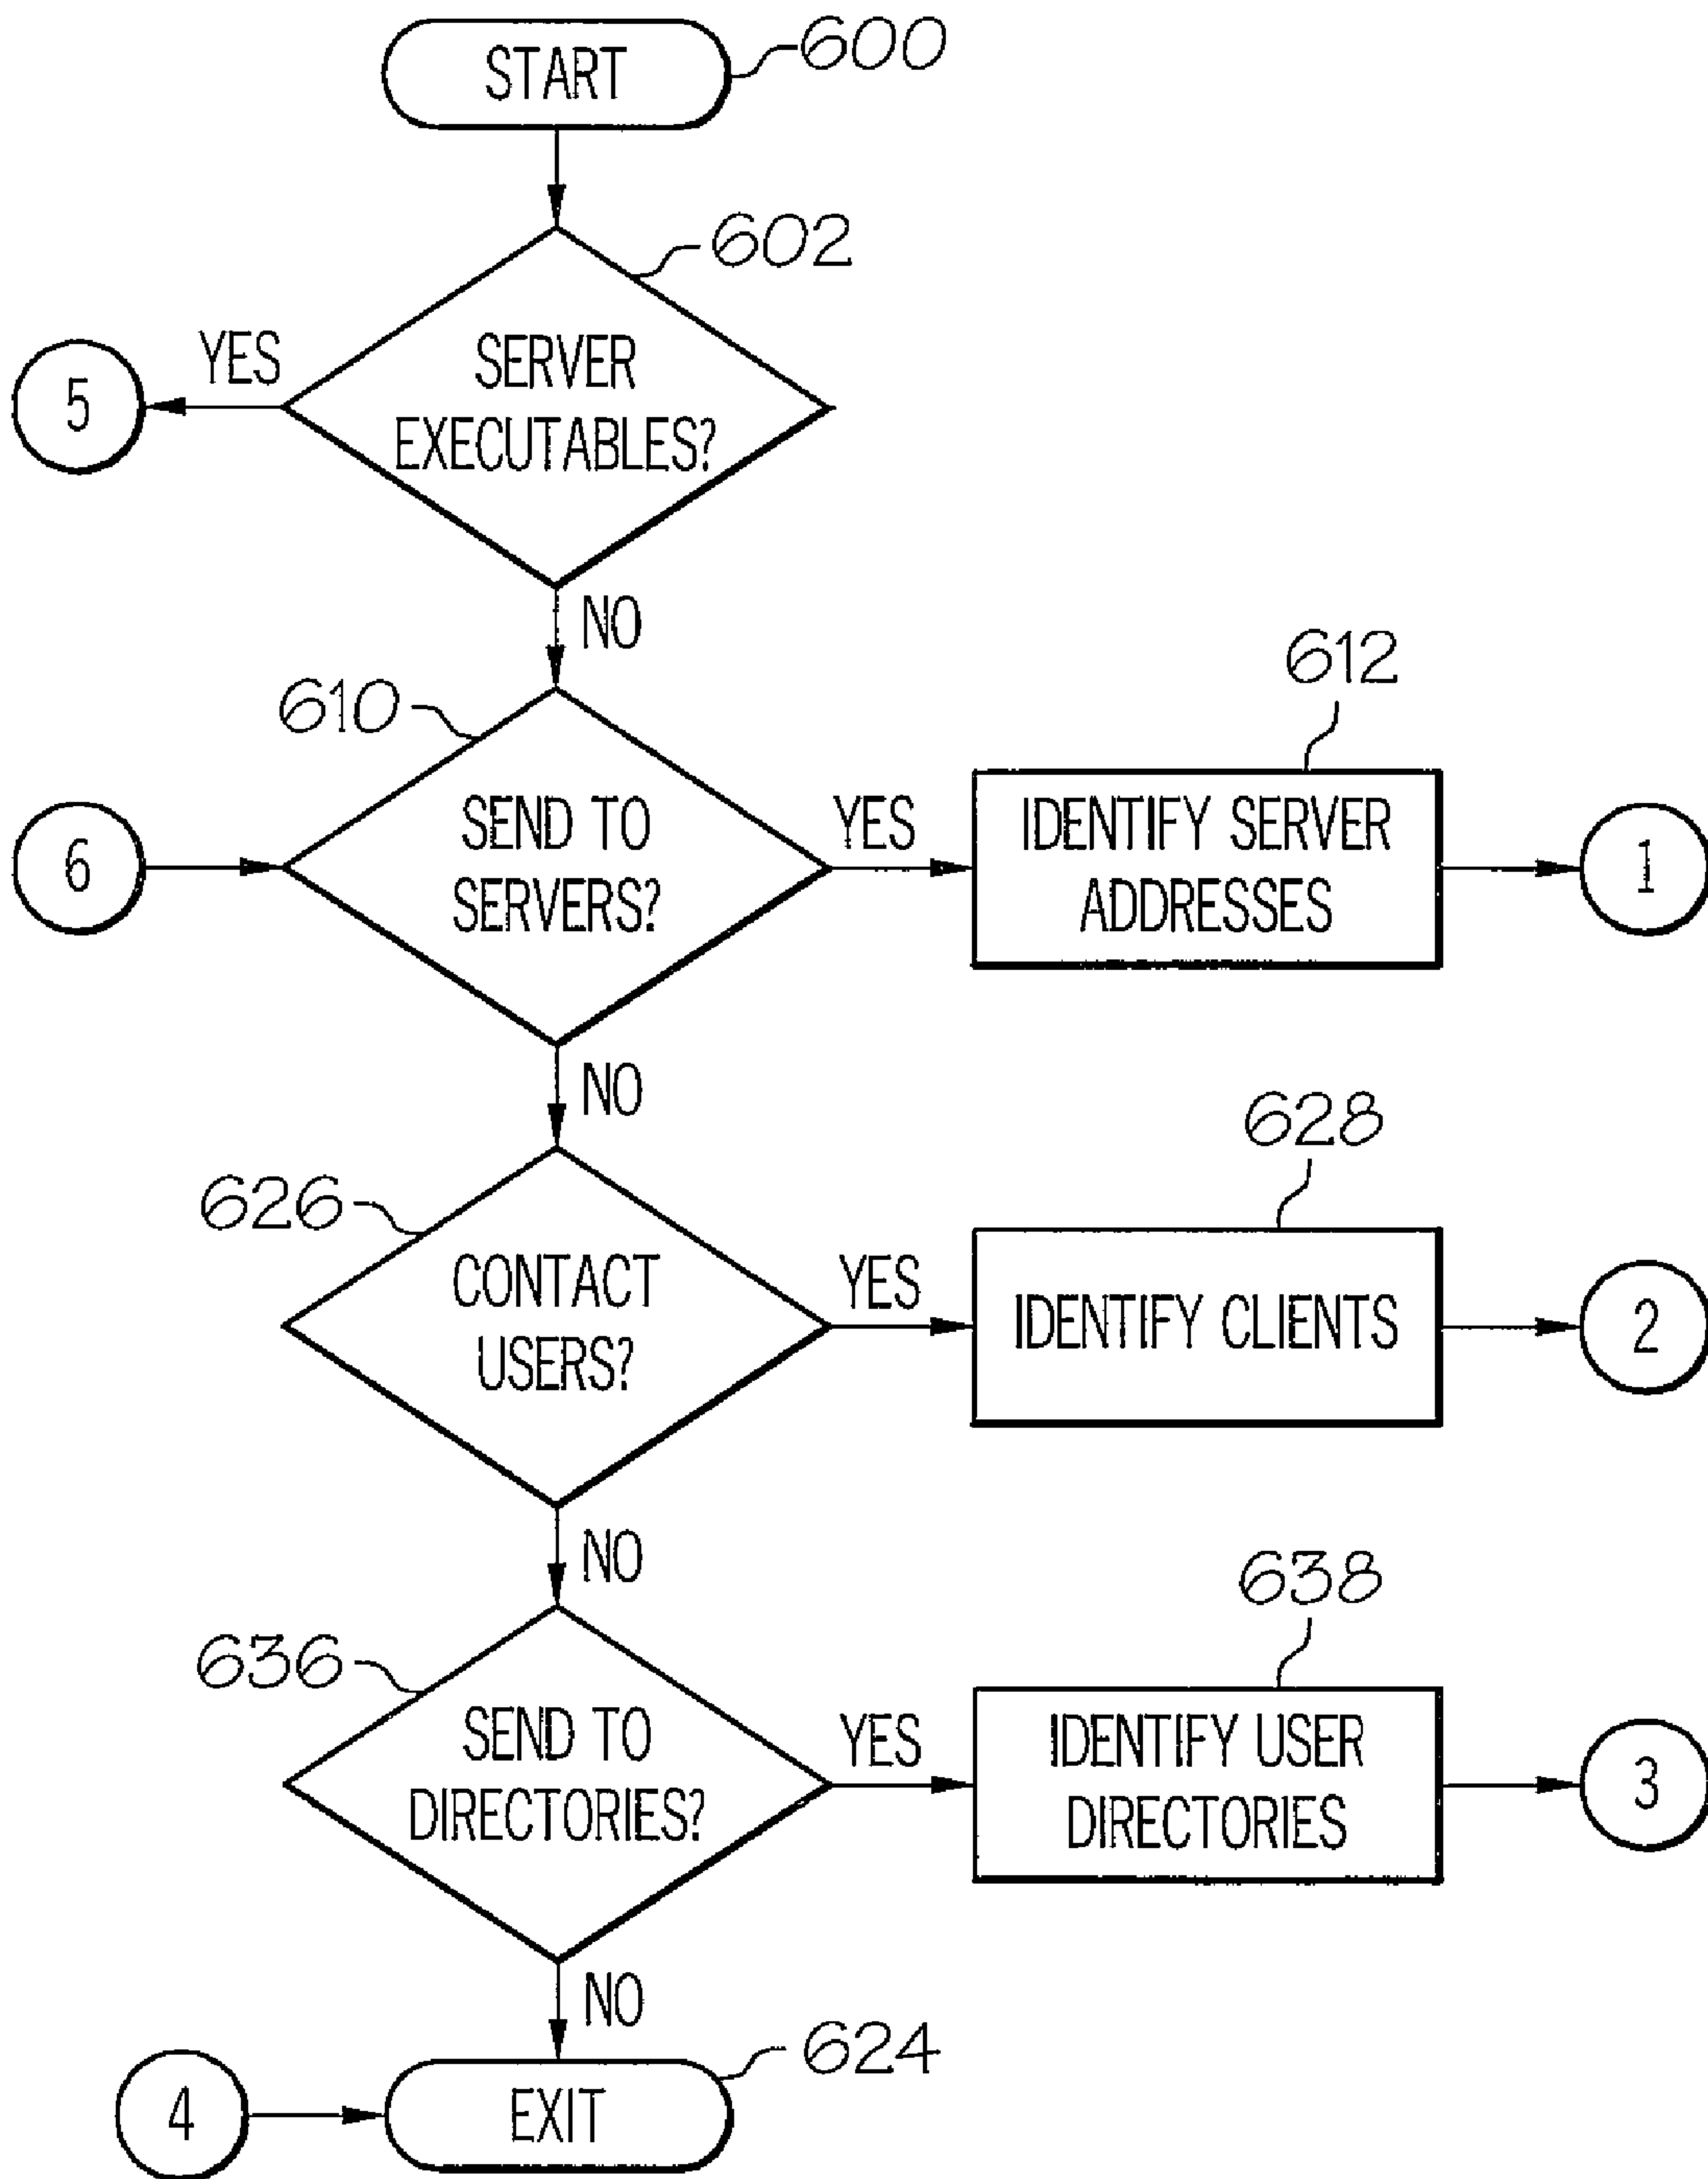 START
600
602
SERVER
EXECUTABLES?
YES
5
NO
610
612
6
SEND TO
SERVERS?
YES
IDENTIFY SERVER
ADDRESSES
1
NO
626
628
CONTACT
USERS?
YES
IDENTIFY CLIENTS
2
NO
636
638
SEND TO
DIRECTORIES?
YES
IDENTIFY USER
DIRECTORIES
3
NO
624
4
EXIT